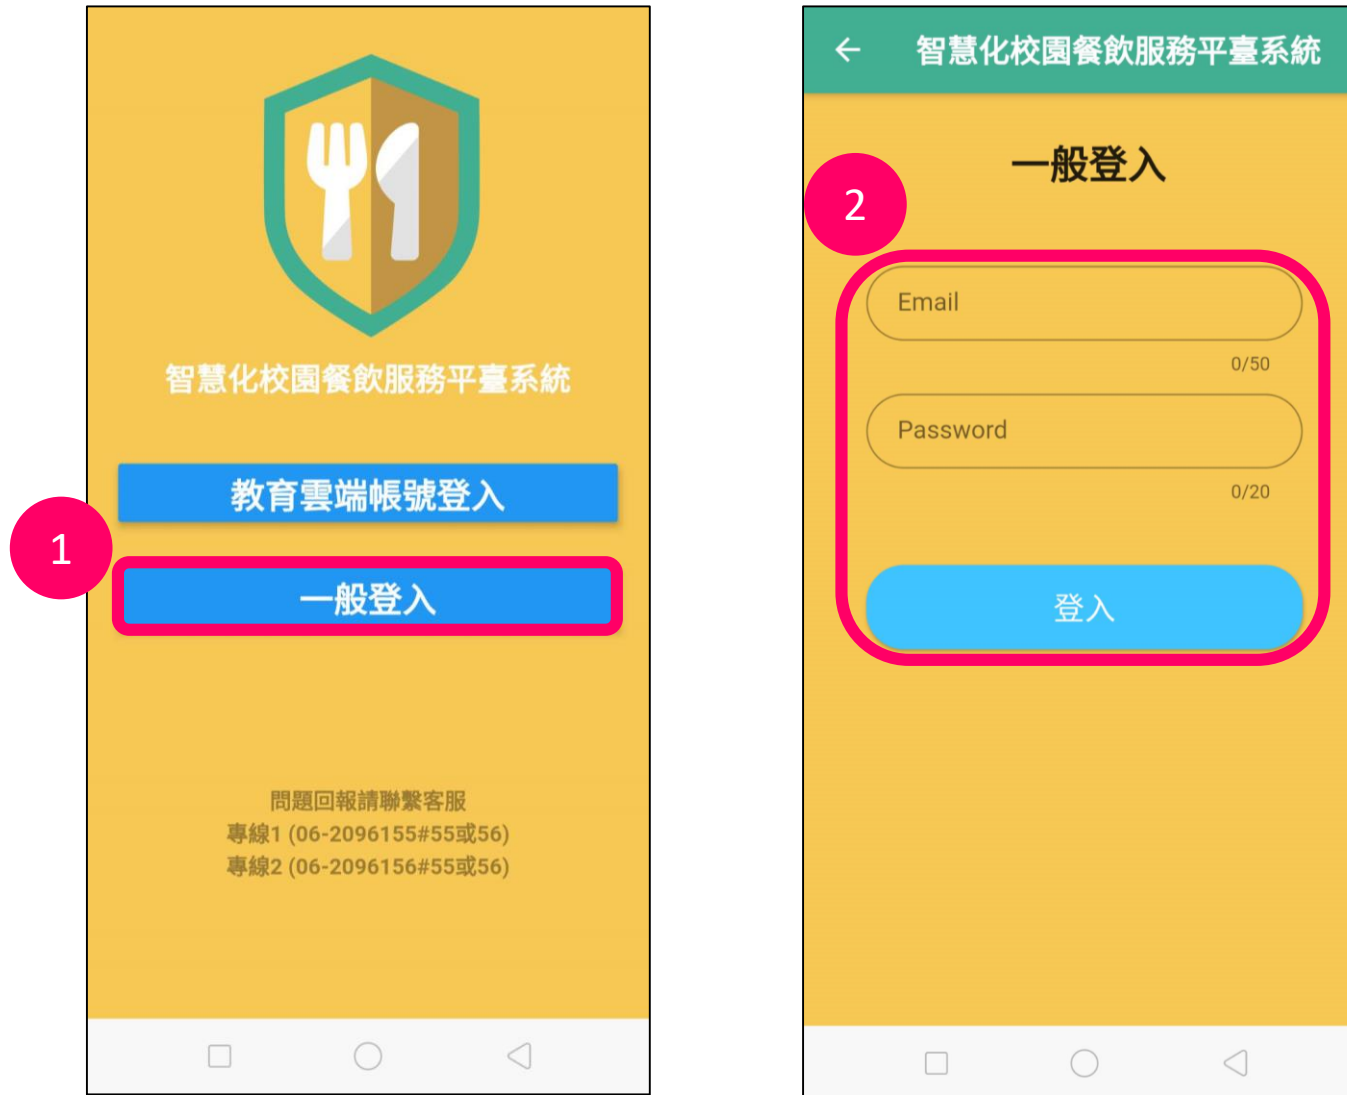 智慧化校園餐飲服務平臺系統
教育雲端帳號登入
1
一般登入
問題回報請聯繫客服
專線1 (06-2096155#55或56)
專線2 (06-2096156#55或56)
智慧化校園餐飲服務平臺系統
一般登入
2
Email
0/50
Password
0/20
登入